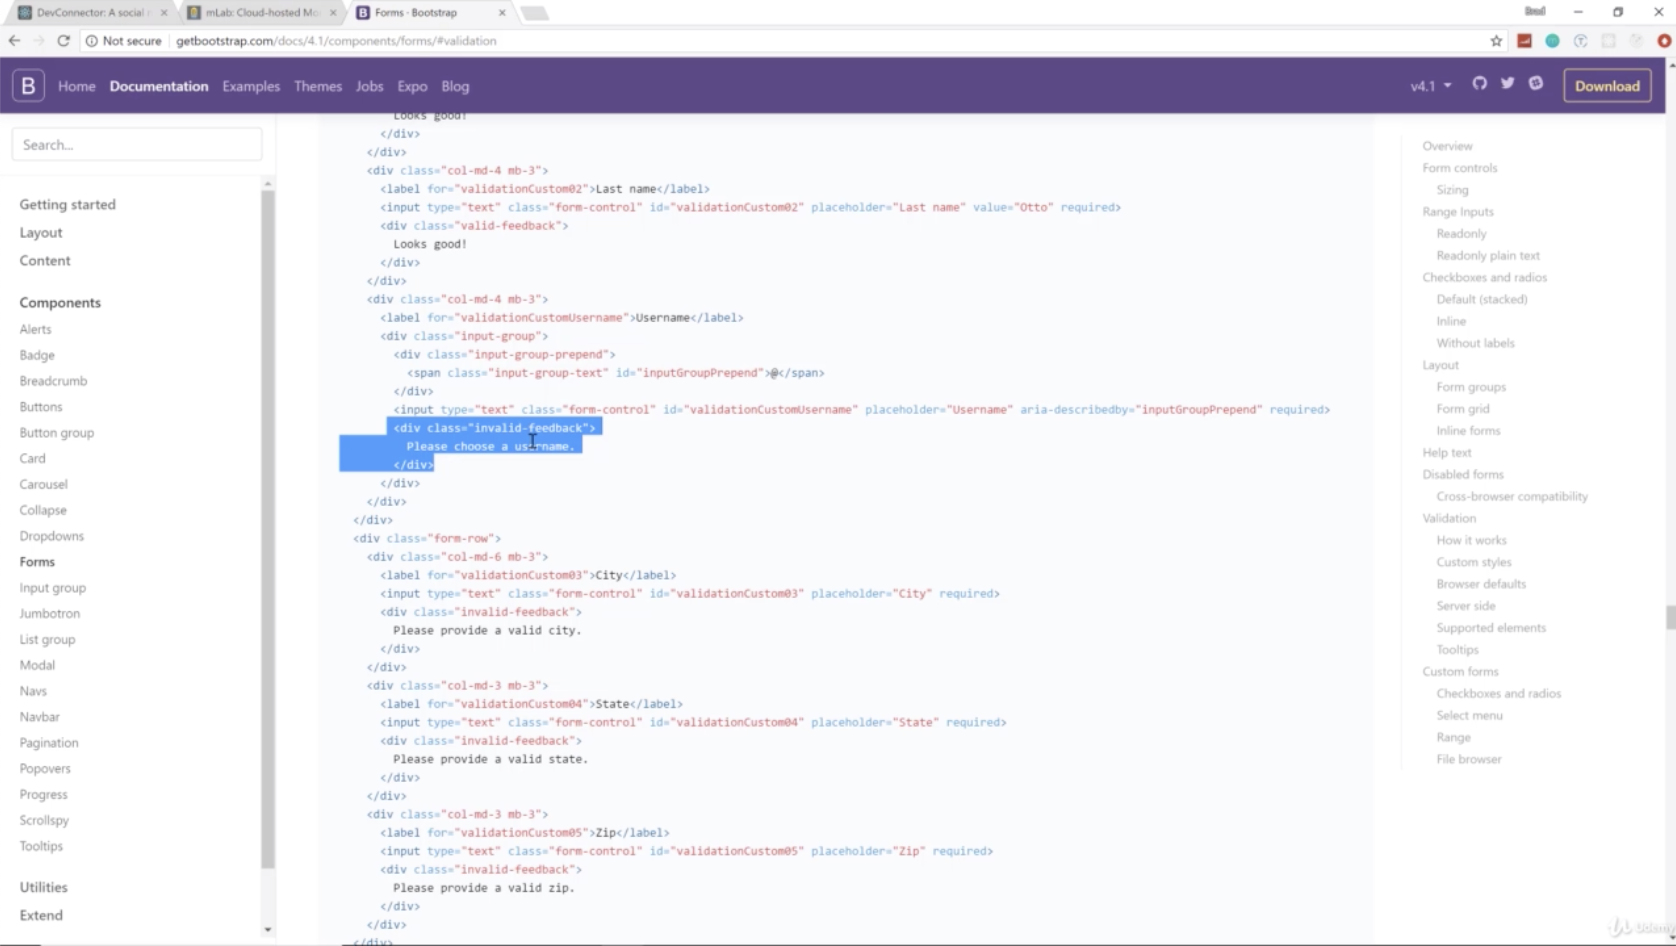 DevConnector: A social
mLab: Cloud-hosted Mo
Forms · Bootstrap
Not secure
getbootstrap.com/docs/4.1/components/forms/#validation
B
Home
Documentation
Examples
Themes
Jobs
Expo
Blog
v4.1
Download
Search...
Getting started
Layout
Content
Components
Alerts
Badge
Breadcrumb
Buttons
Button group
Card
Carousel
Collapse
Dropdowns
Forms
Input group
Jumbotron
List group
Modal
Navs
Navbar
Pagination
Popovers
Progress
Scrollspy
Tooltips
Utilities
Extend
Looks good!
</div>
</div>
<div class="col-md-4 mb-3">
<label for="validationCustom02">Last name</label>
<input type="text" class="form-control" id="validationCustom02" placeholder="Last name" value="Otto" required>
<div class="valid-feedback">
Looks good!
</div>
</div>
<div class="col-md-4 mb-3">
<label for="validationCustomUsername">Username</label>
<div class="input-group">
<div class="input-group-prepend">
<span class="input-group-text" id="inputGroupPrepend">@</span>
</div>
<input type="text" class="form-control" id="validationCustomUsername" placeholder="Username" aria-describedby="inputGroupPrepend" required>
<div class="invalid-feedback">
Please choose a username.
</div>
</div>
</div>
</div>
<div class="form-row">
<div class="col-md-6 mb-3">
<label for="validationCustom03">City</label>
<input type="text" class="form-control" id="validationCustom03" placeholder="City" required>
<div class="invalid-feedback">
Please provide a valid city.
</div>
</div>
<div class="col-md-3 mb-3">
<label for="validationCustom04">State</label>
<input type="text" class="form-control" id="validationCustom04" placeholder="State" required>
<div class="invalid-feedback">
Please provide a valid state.
</div>
</div>
<div class="col-md-3 mb-3">
<label for="validationCustom05">Zip</label>
<input type="text" class="form-control" id="validationCustom05" placeholder="Zip" required>
<div class="invalid-feedback">
Please provide a valid zip.
</div>
</div>
</div>
Overview
Form controls
Sizing
Range Inputs
Readonly
Readonly plain text
Checkboxes and radios
Default (stacked)
Inline
Without labels
Layout
Form groups
Form grid
Inline forms
Help text
Disabled forms
Cross-browser compatibility
Validation
How it works
Custom styles
Browser defaults
Server side
Supported elements
Tooltips
Custom forms
Checkboxes and radios
Select menu
Range
File browser